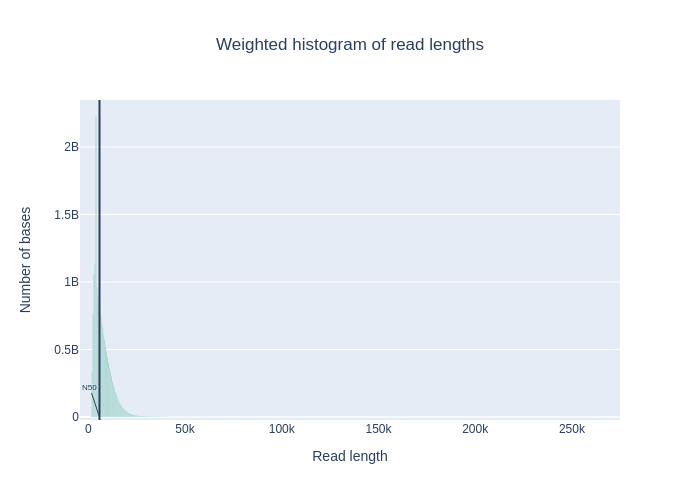 Weighted histogram of read lengths
Number of bases
2B
1.5B
1B
0.5B
0
N50
0
50k
100k
150k
200k
250k
Read length